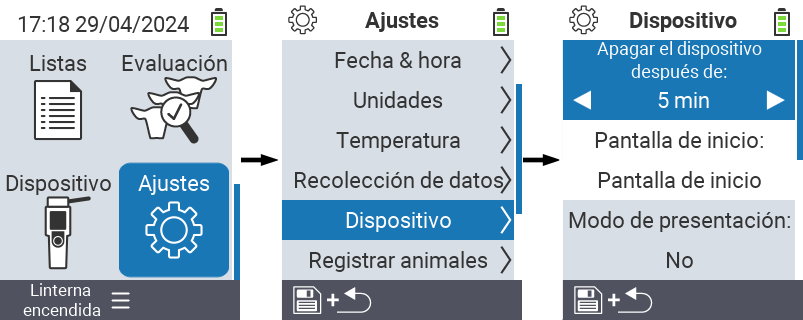 17:18 29/04/2024
Listas
Evaluación
Dispositivo
Ajustes
Linterna
encendida
Ajustes
Fecha & hora
Unidades
Temperatura
Recolección de datos
Dispositivo
Registrar animales
+
Dispositivo
Apagar el dispositivo
después de:
5 min
Pantalla de inicio:
Pantalla de inicio
Modo de presentación:
No
+